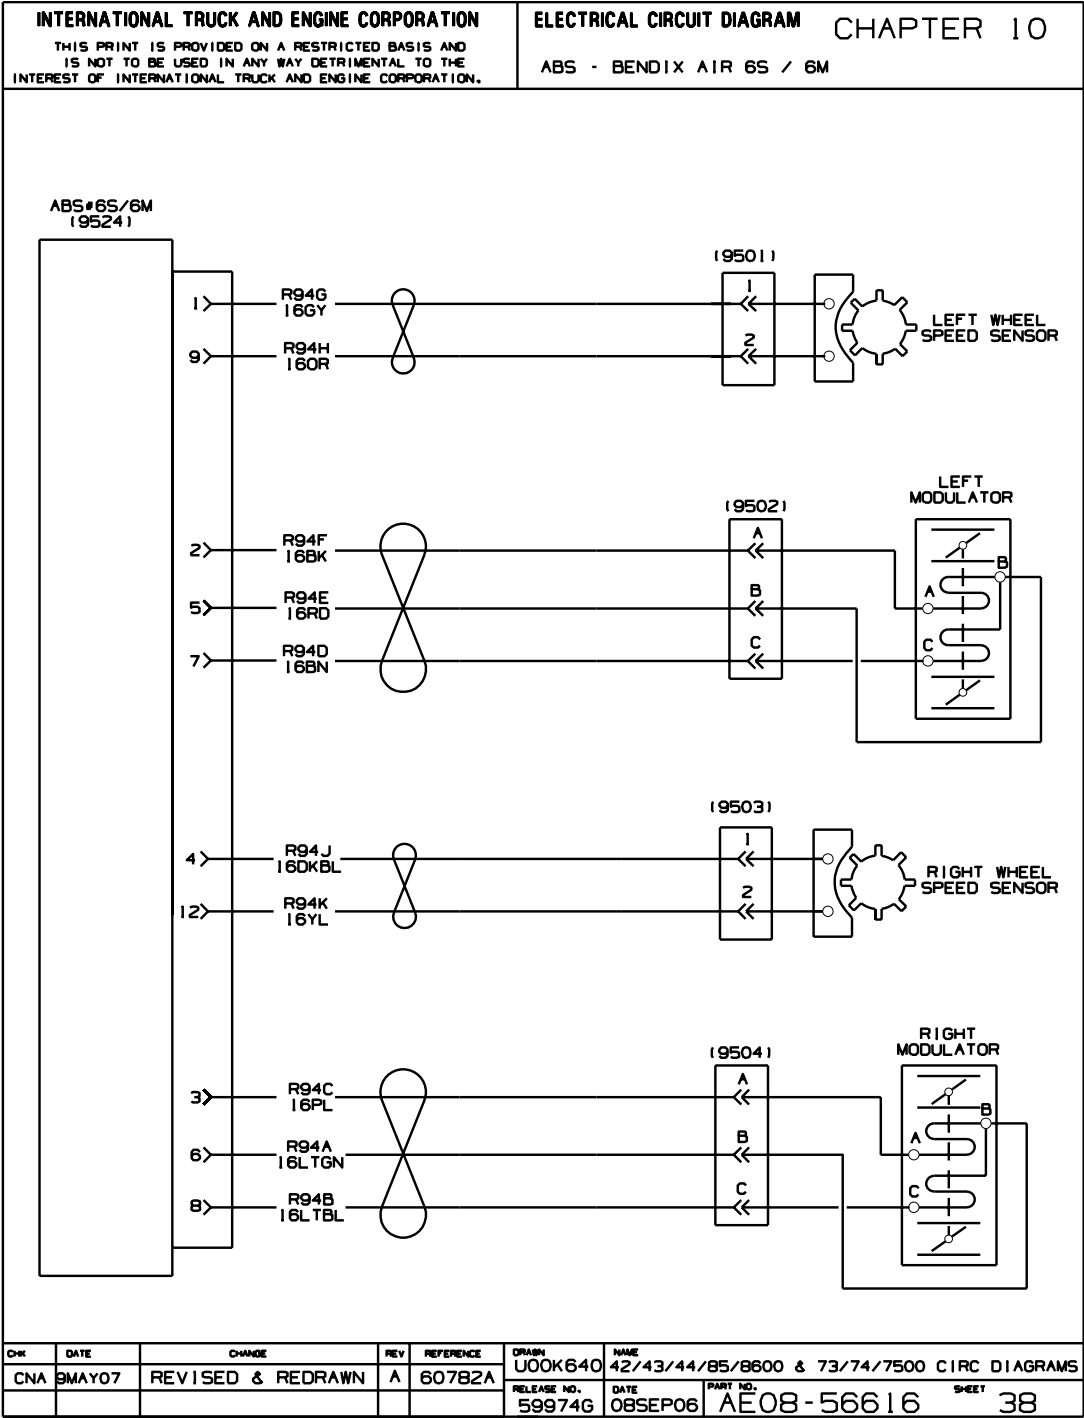 INTERNATIONAL TRUCK AND ENGINE CORPORATION
THIS PRINT IS PROVIDED ON A RESTRICTED BASIS AND
IS NOT TO BE USED IN ANY WAY DETRIMENTAL TO THE
INTEREST OF INTERNATIONAL TRUCK AND ENGINE CORPORATION.
ELECTRICAL CIRCUIT DIAGRAM
CHAPTER 10
ABS - BENDIX AIR 6S / 6M
ABS#6S/6M
(9524)
(9501)
1
R94G
16GY
1
LEFT WHEEL
SPEED SENSOR
9
R94H
16OR
2
LEFT
MODULATOR
(9502)
2
R94F
16BK
A
B
5
R94E
16RD
B
A
7
R94D
16BN
C
C
(9503)
4
R94J
16DKBL
1
RIGHT WHEEL
SPEED SENSOR
12
R94K
16YL
2
RIGHT
MODULATOR
(9504)
3
R94C
16PL
A
B
6
R94A
16LTGN
B
A
8
R94B
16LTBL
C
C
CHK DATE CHANGE REV REFERENCE
CNA 9MAY07 REVISED & REDRAWN A 60782A
DRAWN
U00K640
NAME
42/43/44/85/8600 & 73/74/7500 CIRC DIAGRAMS
RELEASE NO.
59974G
DATE
08SEP06
PART NO.
AE08-56616
SHEET
38